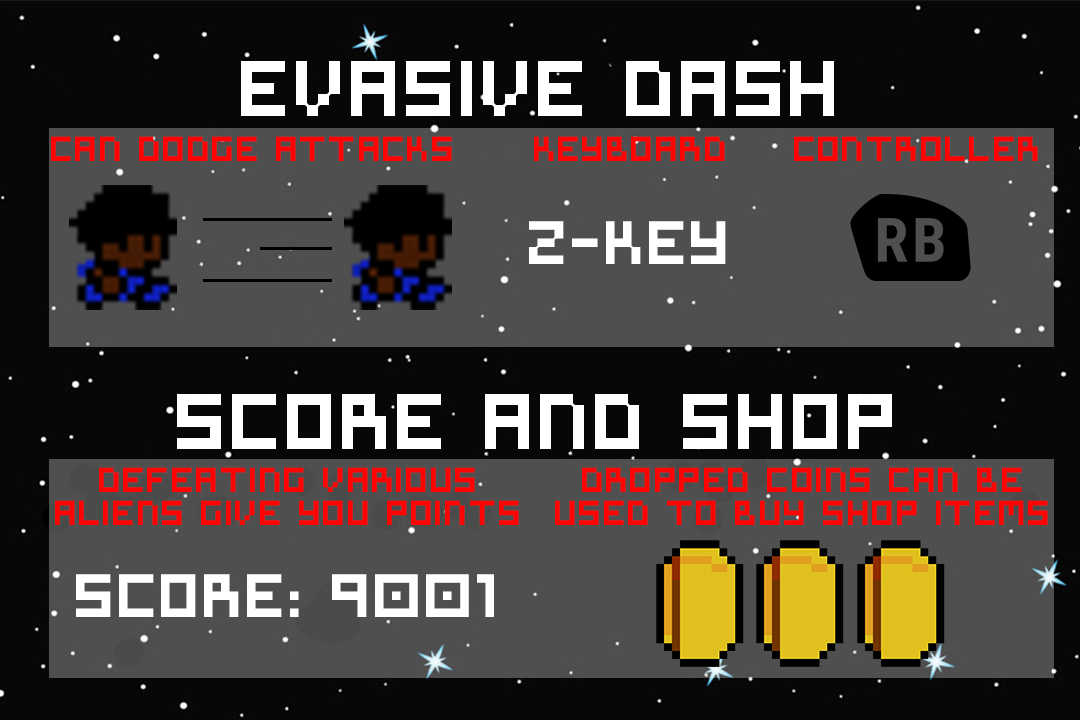 EVASIVE DASH
CAN DODGE ATTACKS KEYBOARD CONTROLLER
Z-KEY RB
SCORE AND SHOP
DEFEATING VARIOUS
ALIENS GIVE YOU POINTS
DROPPED COINS CAN BE
USED TO BUY SHOP ITEMS
SCORE: 9001